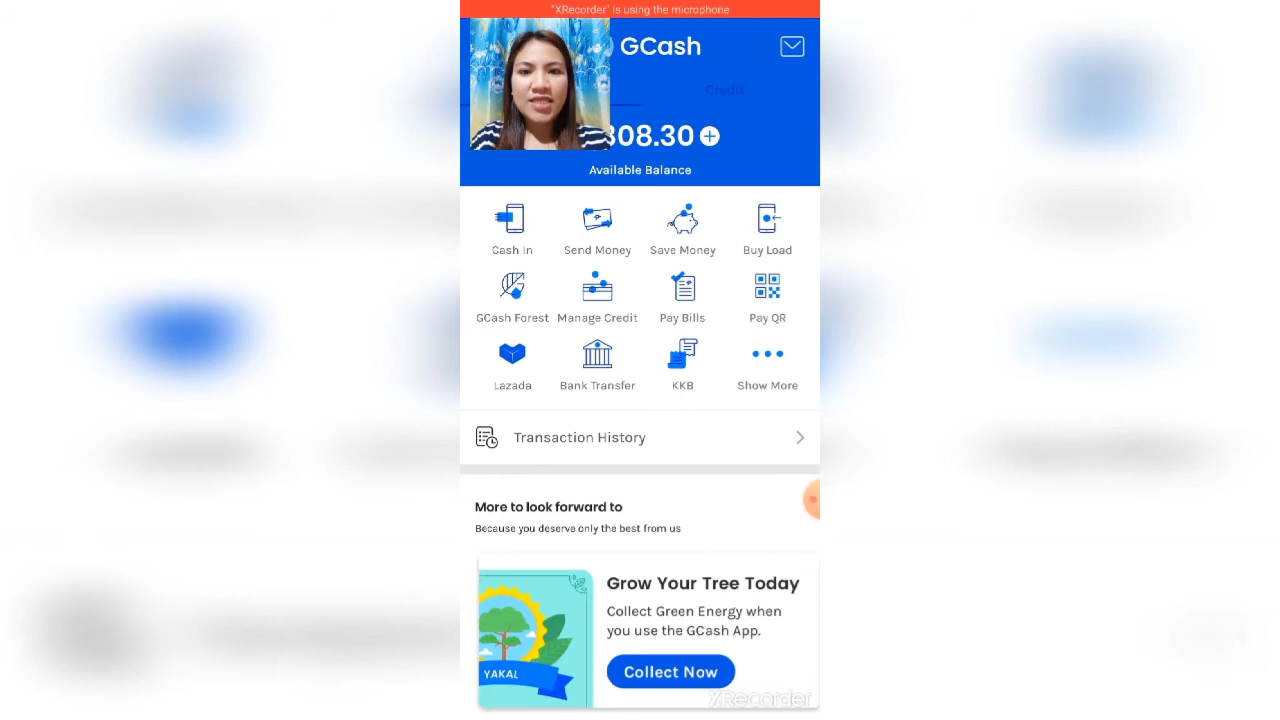 "XRecorder" is using the microphone
GCash
Credit
308.30
Available Balance
Cash In
Send Money
Save Money
Buy Load
GCash Forest
Manage Credit
Pay Bills
Pay QR
Lazada
Bank Transfer
KKB
Show More
Transaction History
More to look forward to
Because you deserve only the best from us
Grow Your Tree Today
Collect Green Energy when
you use the GCash App.
Collect Now
YAKAL
XRecorder